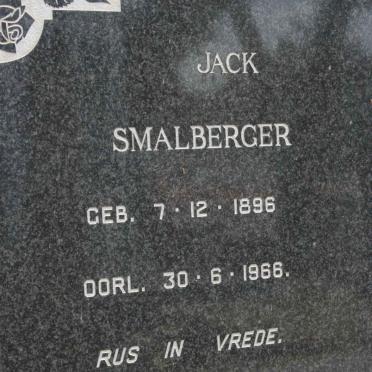 JACK
SMALBERGER
GEB. 7·12·1896
OORL. 30·6·1966.
RUS IN VREDE.